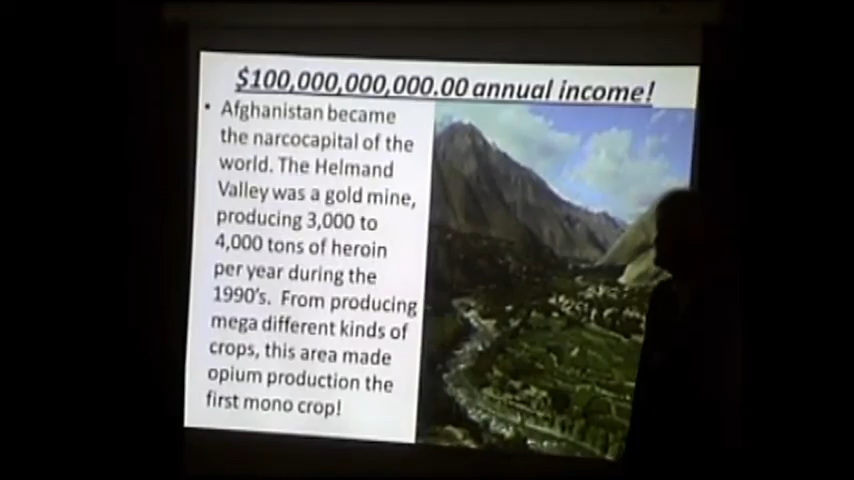 $100,000,000,000.00 annual income!
• Afghanistan became
the narcocapital of the
world. The Helmand
Valley was a gold mine,
producing 3,000 to
4,000 tons of heroin
per year during the
1990's. From producing
mega different kinds of
crops, this area made
opium production the
first mono crop!